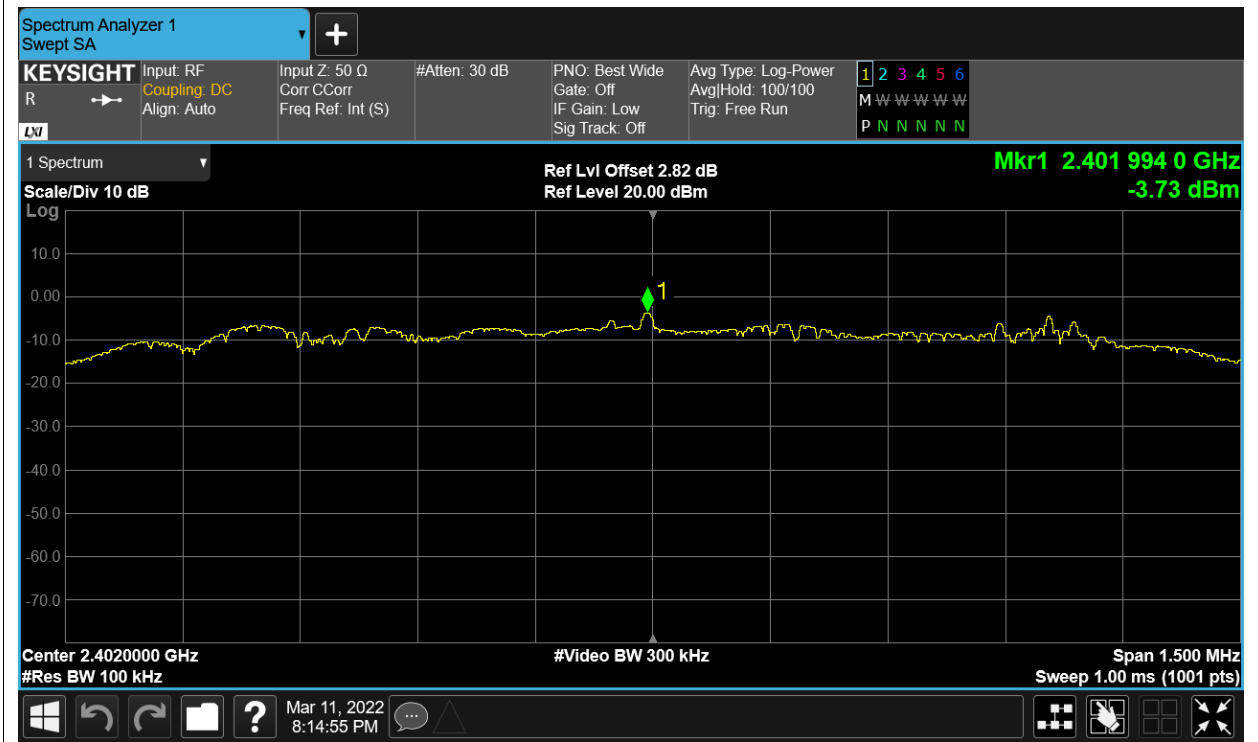 Spectrum Analyzer 1
Swept SA
KEYSIGHT
R
LXI
Input: RF
Coupling: DC
Align: Auto
Input Z: 50 Ω
Corr CCorr
Freq Ref: Int (S)
#Atten: 30 dB
PNO: Best Wide
Gate: Off
IF Gain: Low
Sig Track: Off
Avg Type: Log-Power
Avg|Hold: 100/100
Trig: Free Run
1 2 3 4 5 6
M W W W W W
P N N N N N
1 Spectrum
Scale/Div 10 dB
Log
Ref Lvl Offset 2.82 dB
Ref Level 20.00 dBm
Mkr1 2.401 994 0 GHz
-3.73 dBm
10.0
0.00
-10.0
-20.0
-30.0
-40.0
-50.0
-60.0
-70.0
1
Center 2.4020000 GHz
#Res BW 100 kHz
#Video BW 300 kHz
Span 1.500 MHz
Sweep 1.00 ms (1001 pts)
?
Mar 11, 2022
8:14:55 PM